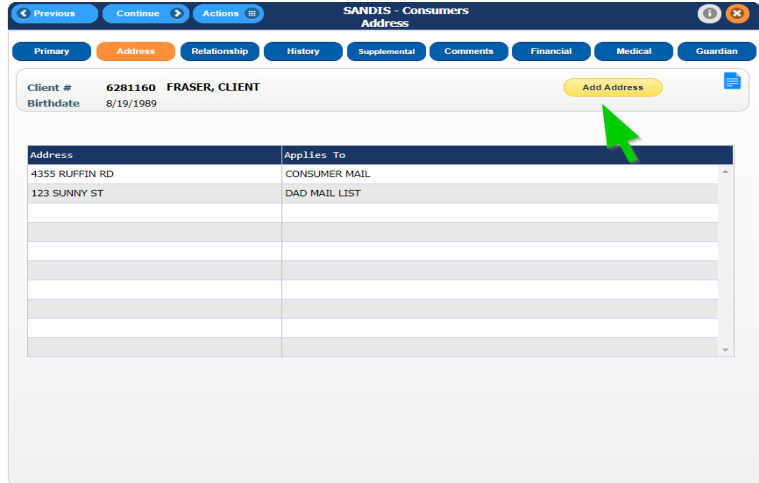 Previous Continue Actions SANDIS - Consumers
Address
Primary Address Relationship History Supplemental Comments Financial Medical Guardian
Client # 6281160 FRASER, CLIENT Add Address
Birthdate 8/19/1989
Address Applies To
4355 RUFFIN RD CONSUMER MAIL
123 SUNNY ST DAD MAIL LIST